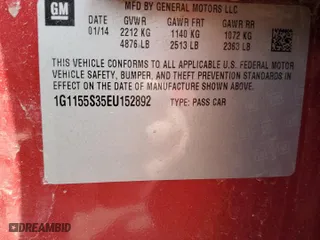 GM
MFD BY GENERAL MOTORS LLC
DATE GVWR GAWR FRT GAWR RR
01/14 2212 KG 1140 KG 1072 KG
4876 LB 2513 LB 2363 LB
THIS VEHICLE CONFORMS TO ALL APPLICABLE U.S. FEDERAL MOTOR
VEHICLE SAFETY, BUMPER, AND THEFT PREVENTION STANDARDS IN
EFFECT ON THE DATE OF MANUFACTURE SHOWN ABOVE.
1G1155S35EU152892 TYPE: PASS CAR
DREAMBID